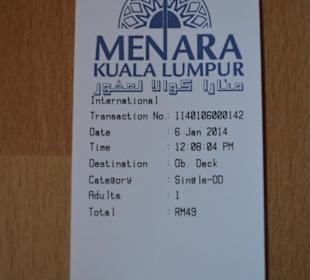 MENARA
KUALA LUMPUR
منارا كوالا لمڤور
International
Transaction No.: 1140106000142
Date : 6 Jan 2014
Time : 12:08:04 PM
Destination : Ob. Deck
Category : Single-OD
Adults : 1
Total : RM49